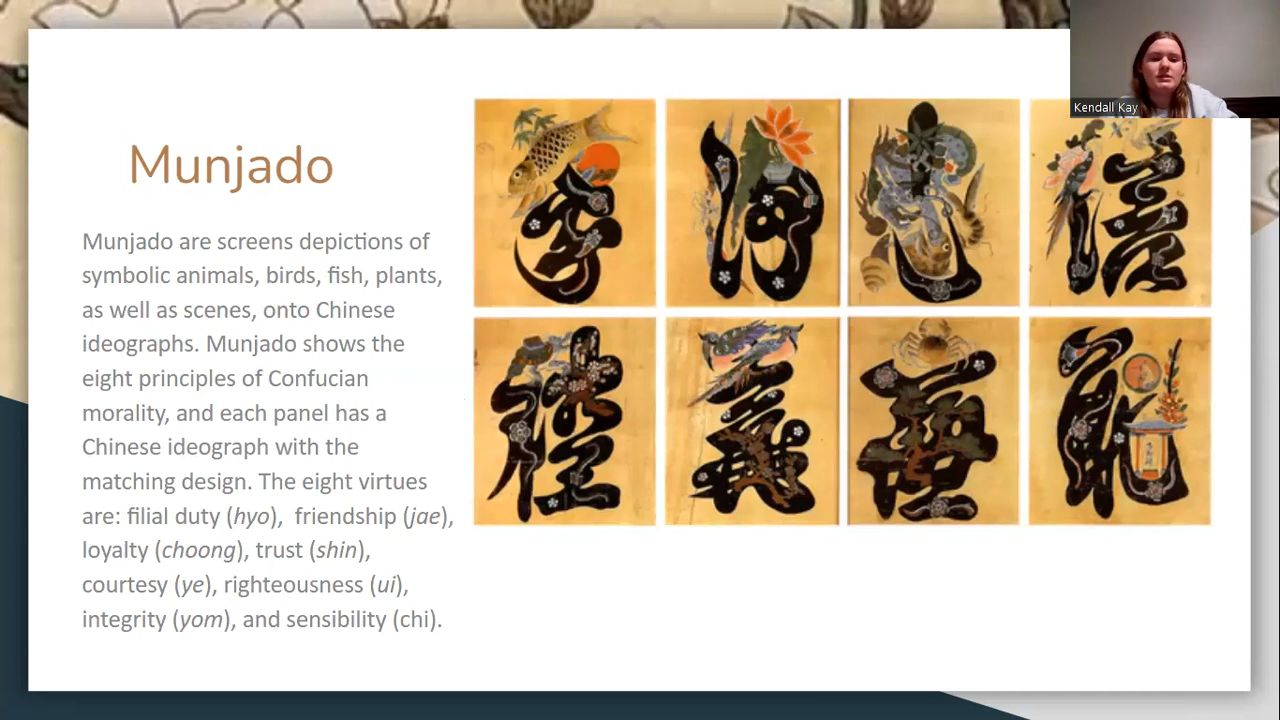 Munjado
Munjado are screens depictions of
symbolic animals, birds, fish, plants,
as well as scenes, onto Chinese
ideographs. Munjado shows the
eight principles of Confucian
morality, and each panel has a
Chinese ideograph with the
matching design. The eight virtues
are: filial duty (hyo),  friendship (jae),
loyalty (choong), trust (shin),
courtesy (ye), righteousness (ui),
integrity (yom), and sensibility (chi).
Kendall Kay